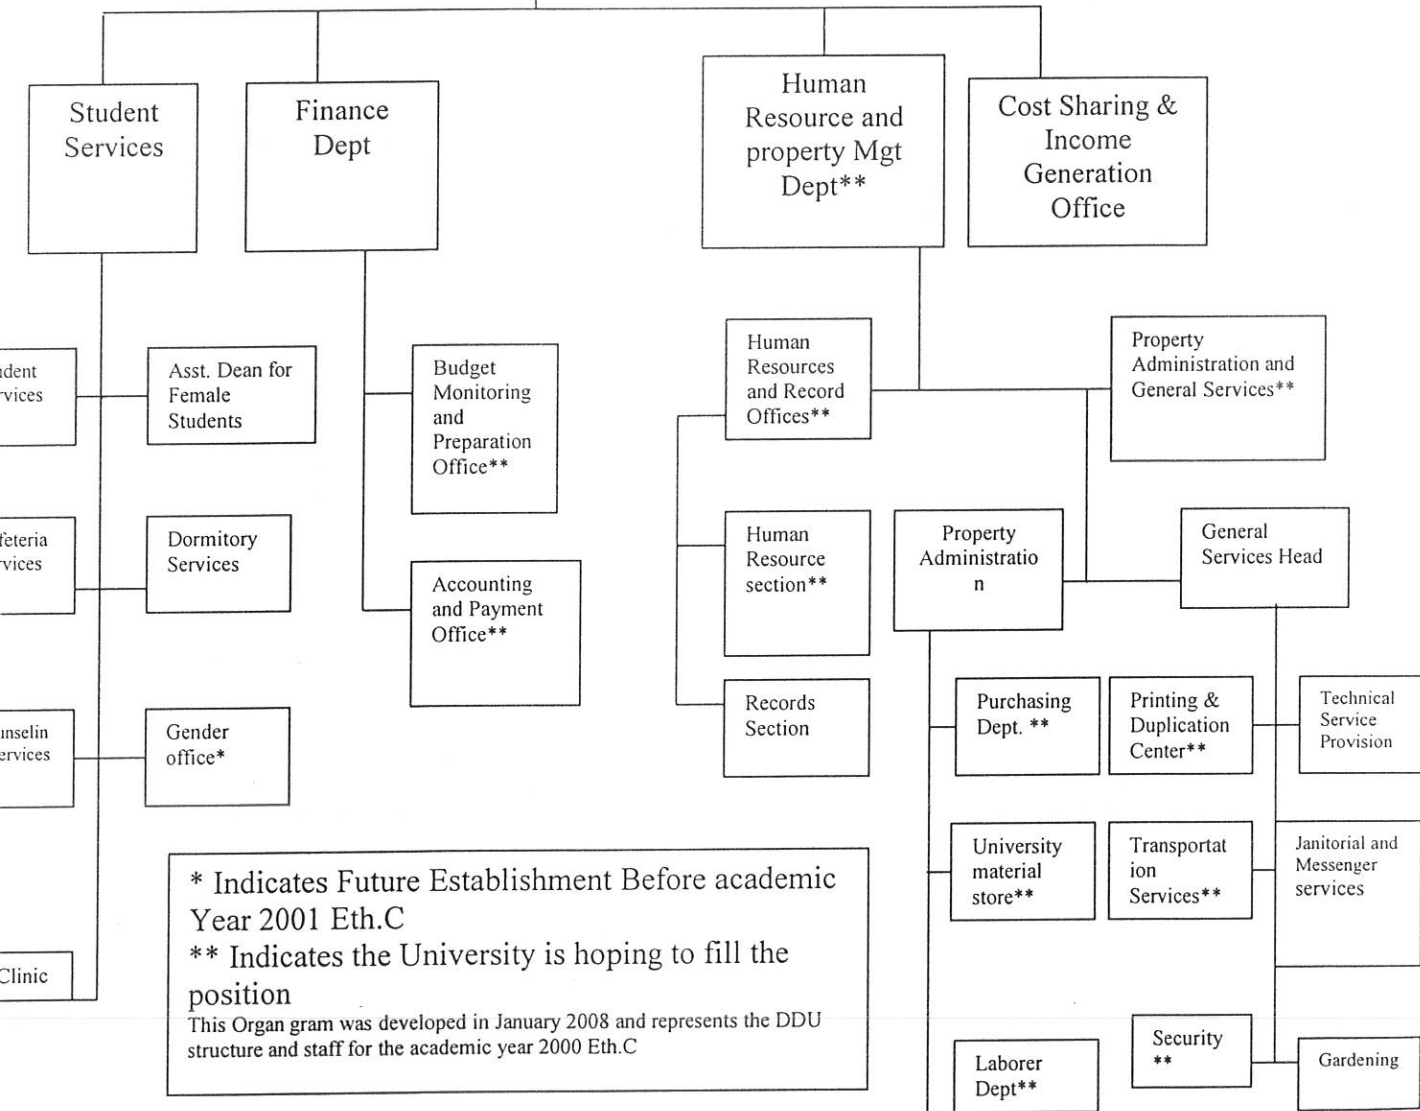 Student
Services
Finance
Dept
Human
Resource and
property Mgt
Dept**
Cost Sharing &
Income
Generation
Office
Asst. Dean for
Female
Students
Budget
Monitoring
and
Preparation
Office**
Human
Resources
and Record
Offices**
Property
Administration and
General Services**
Dormitory
Services
Accounting
and Payment
Office**
Human
Resource
section**
Property
Administratio
n
General
Services Head
Gender
office*
Records
Section
Purchasing
Dept. **
Printing &
Duplication
Center**
Technical
Service
Provision
University
material
store**
Transportat
ion
Services**
Janitorial and
Messenger
services
* Indicates Future Establishment Before academic
Year 2001 Eth.C
** Indicates the University is hoping to fill the
position
This Organ gram was developed in January 2008 and represents the DDU
structure and staff for the academic year 2000 Eth.C
Clinic
Laborer
Dept**
Security
**
Gardening